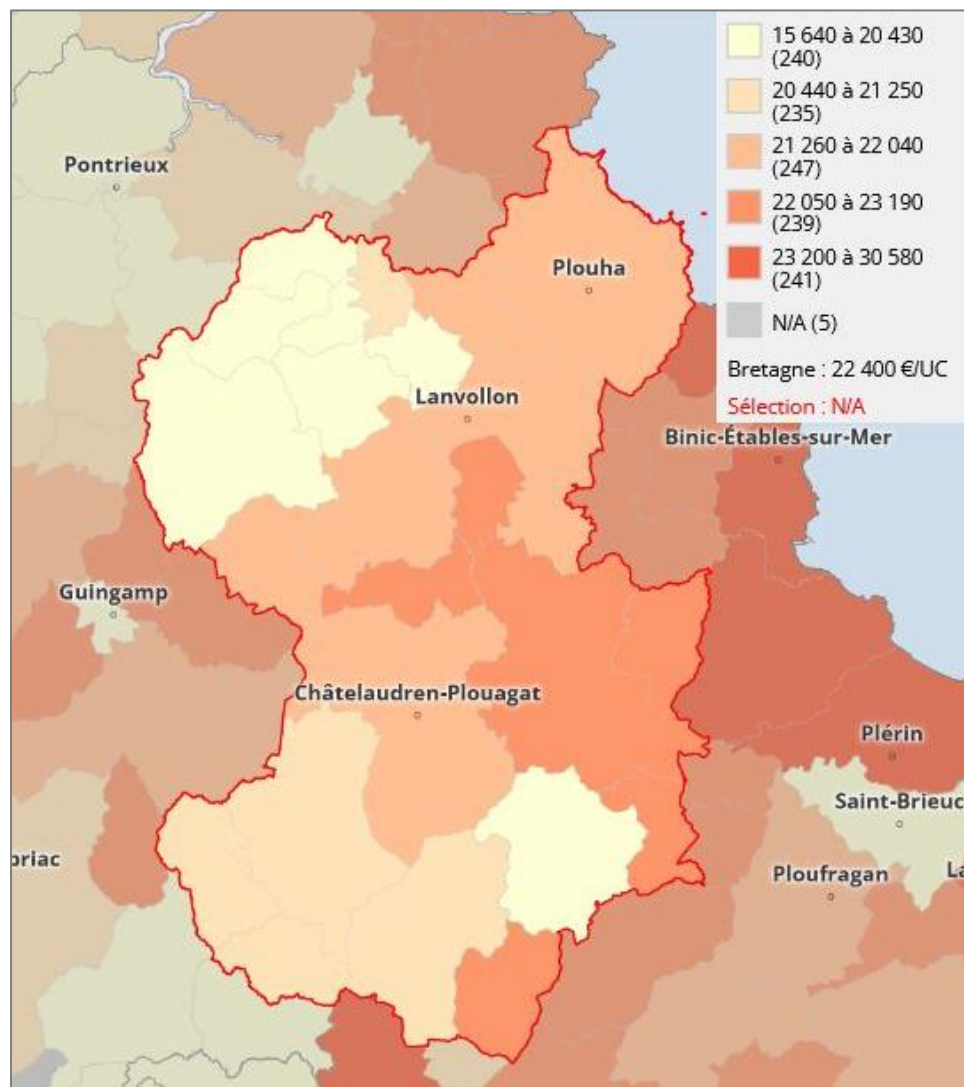 15 640 à 20 430
(240)
20 440 à 21 250
(235)
21 260 à 22 040
(247)
22 050 à 23 190
(239)
23 200 à 30 580
(241)
N/A (5)
Bretagne : 22 400 €/UC
Sélection : N/A
Pontrieux
Plouha
Lanvollon
Binic-Étables-sur-Mer
Guingamp
Châtelaudren-Plouagat
Plérin
Saint-Brieuc
briac
Ploufragan
La